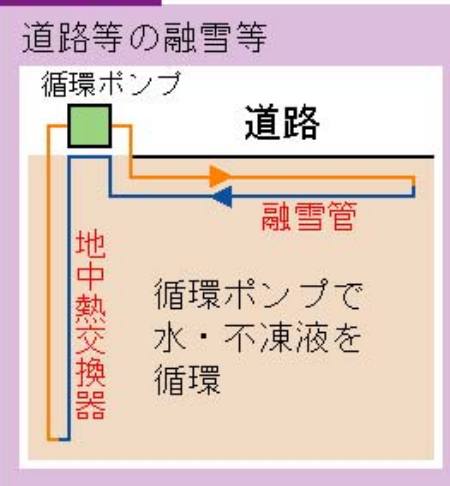 道路等の融雪等
循環ポンプ
道路
融雪管
地中熱交換器
循環ポンプで
水・不凍液を
循環